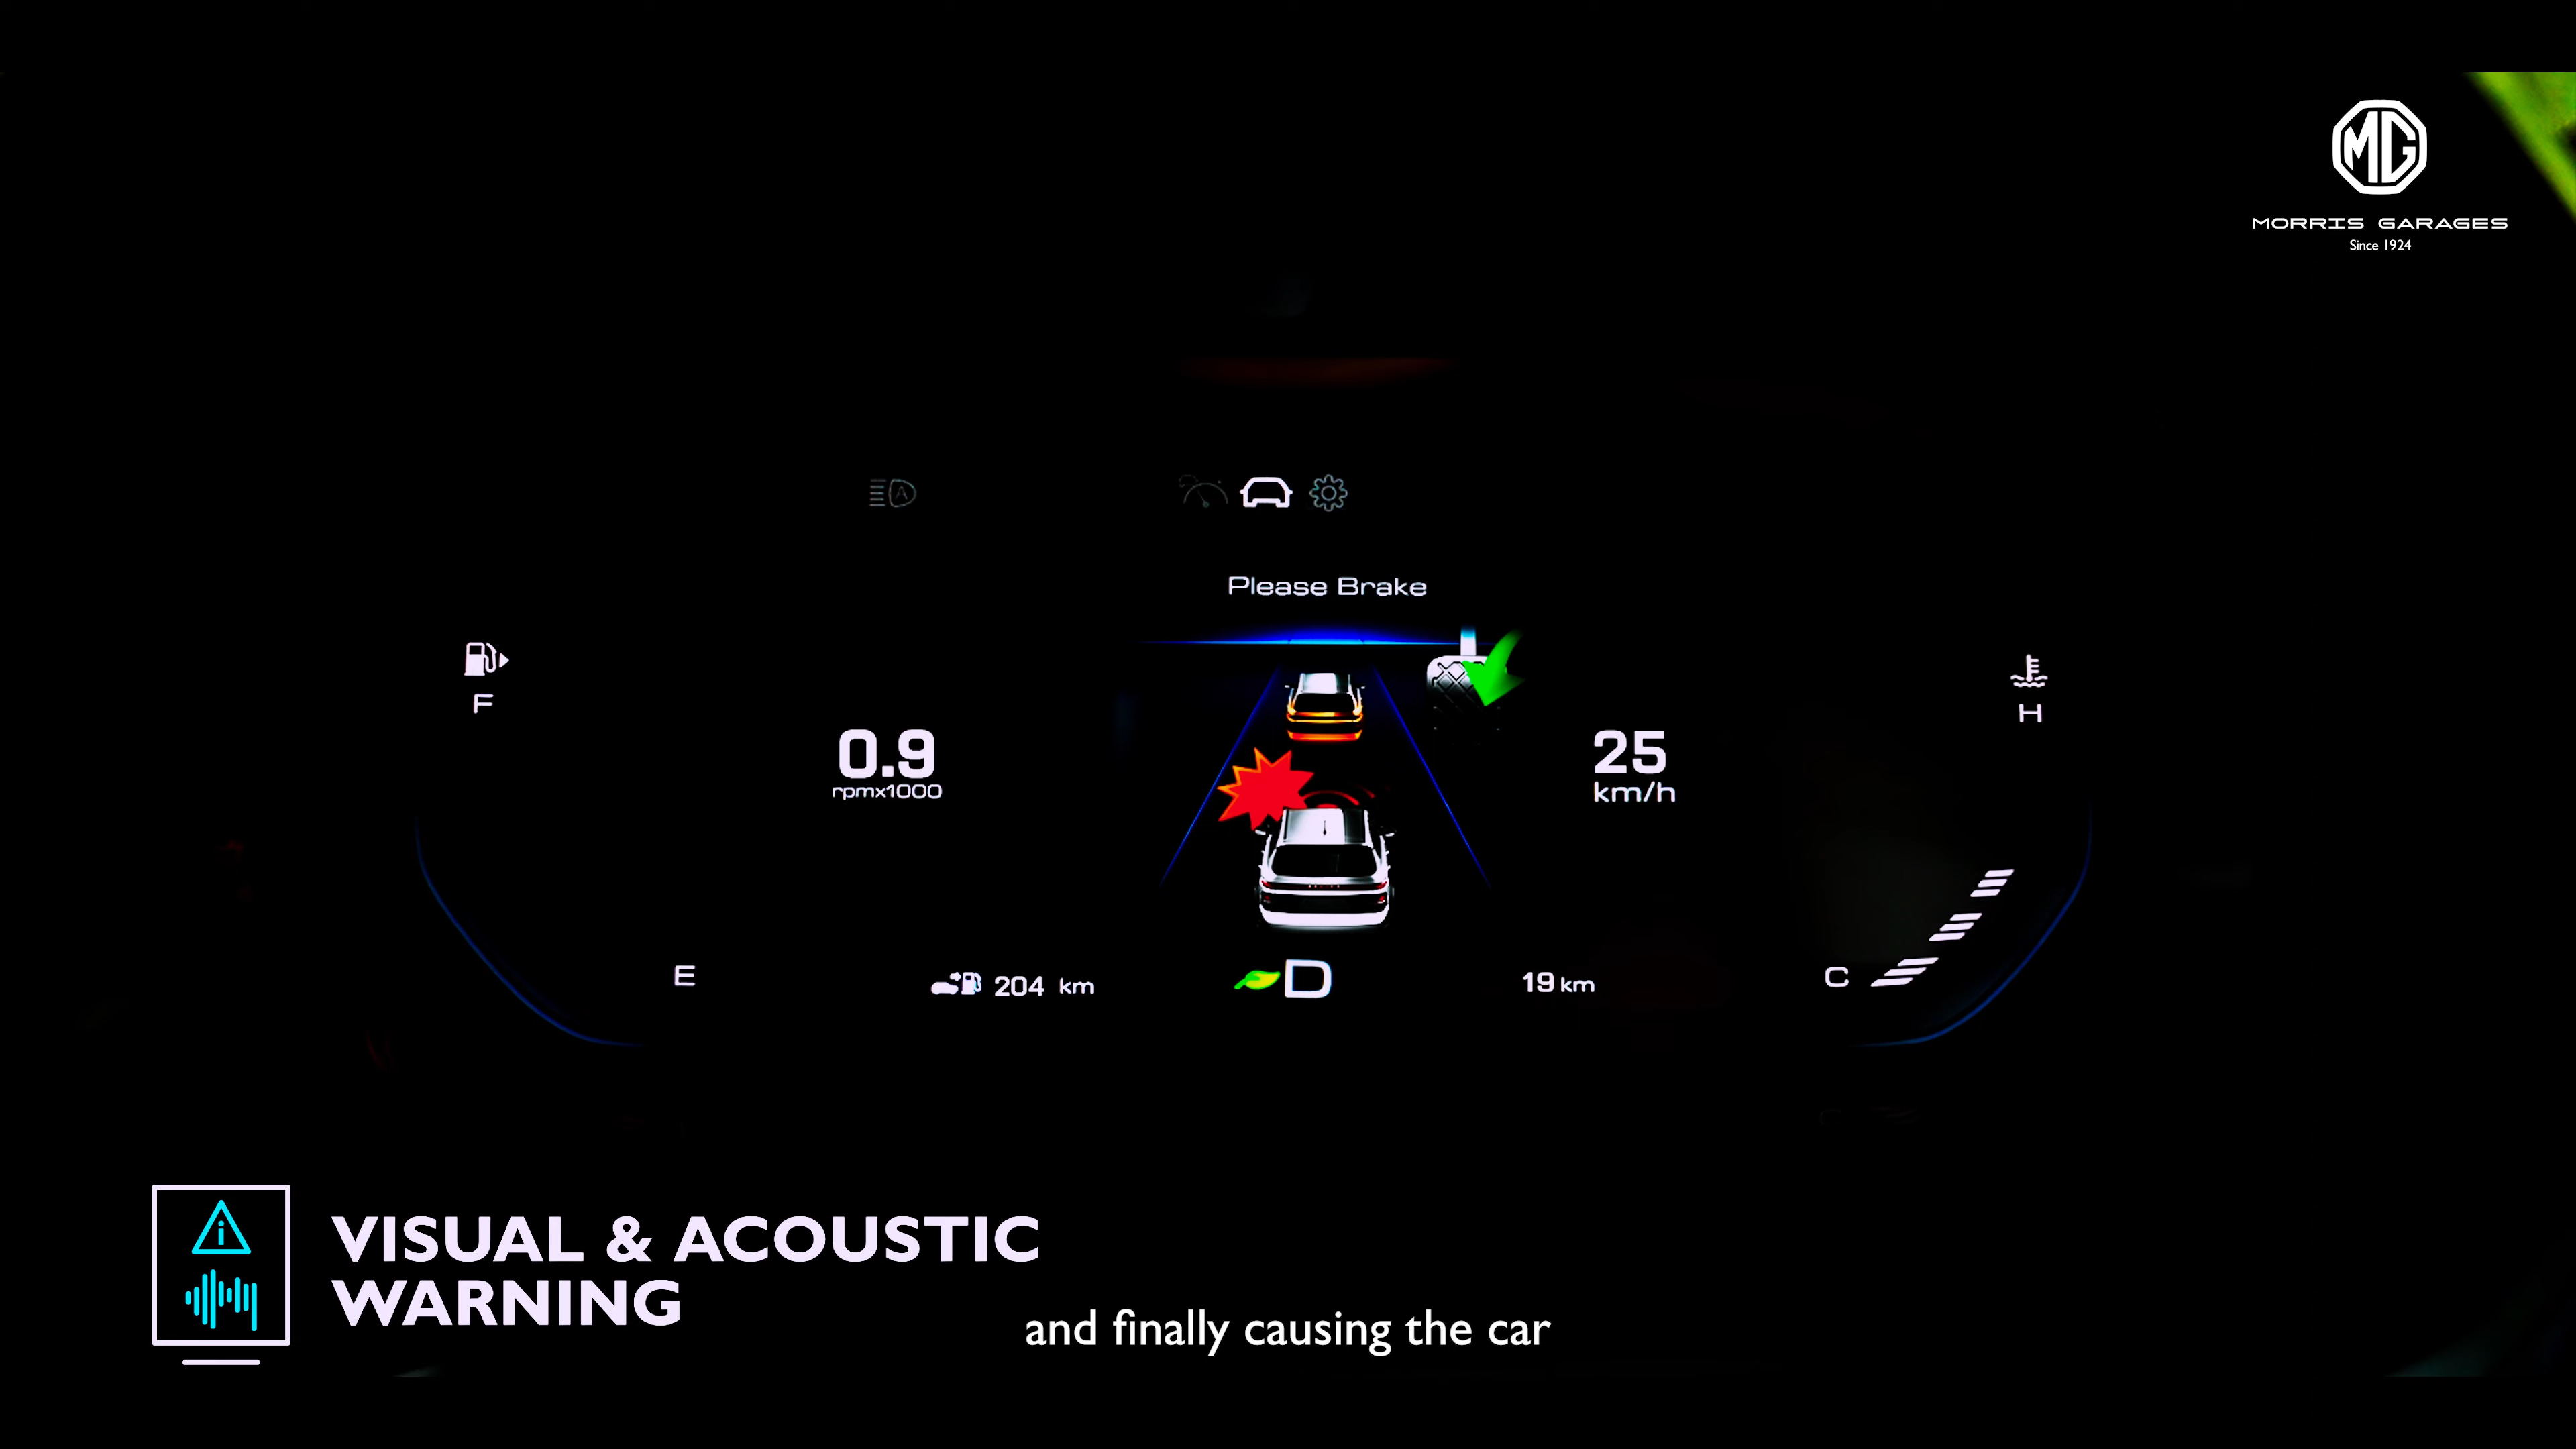 MG
MORRIS GARAGES
Since 1924
A
Please Brake
F
H
0.9
rpmx1000
25
km/h
E
204 km
D
19 km
C
VISUAL & ACOUSTIC
WARNING
and finally causing the car